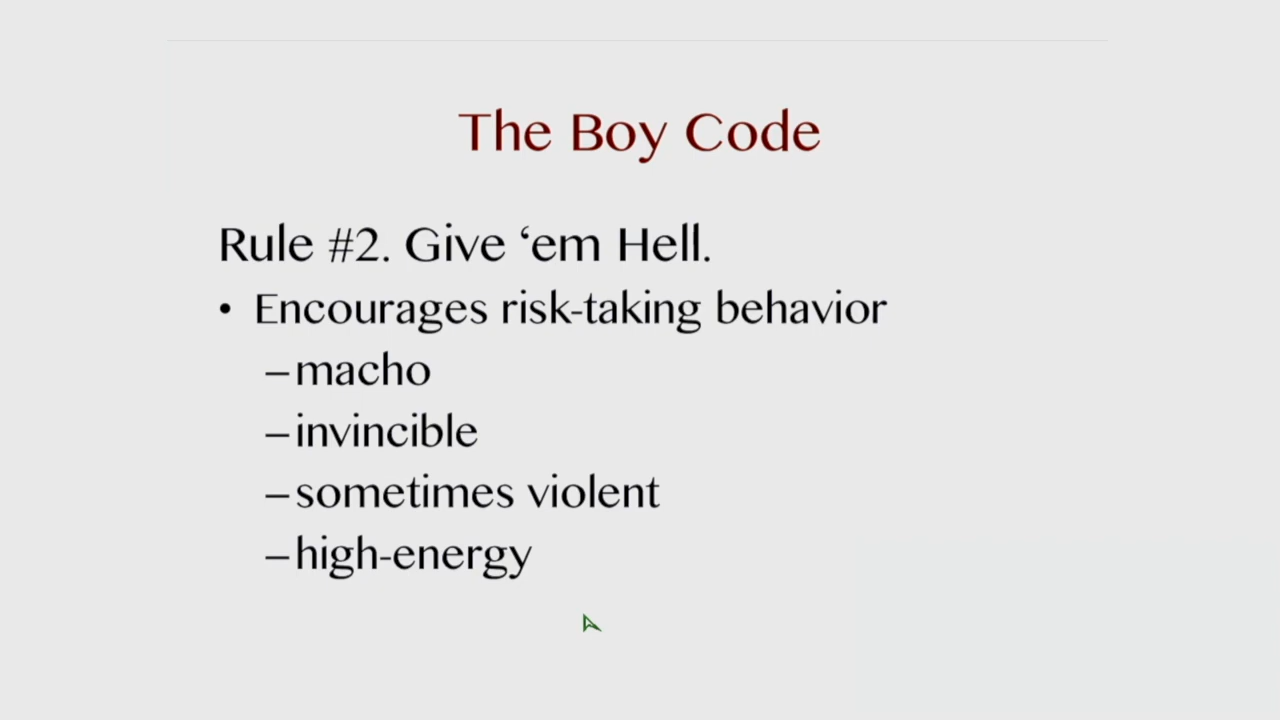 The Boy Code
Rule #2. Give ‘em Hell.
• Encourages risk-taking behavior
– macho
– invincible
– sometimes violent
– high-energy